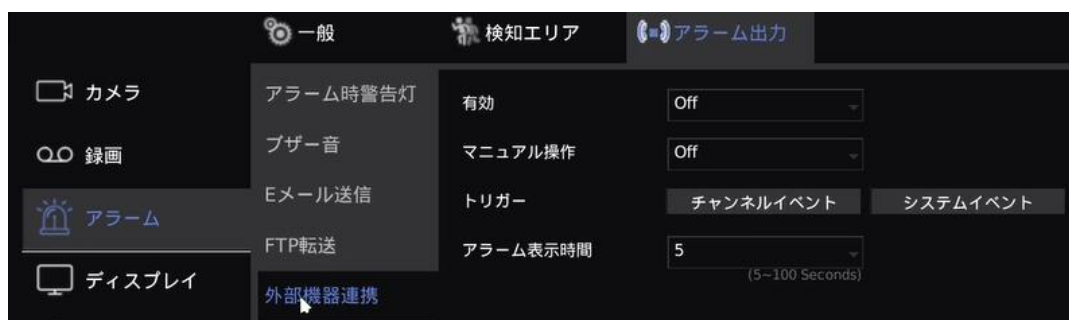 一般
検知エリア
アラーム出力
カメラ
録画
アラーム
ディスプレイ
アラーム時警告灯
ブザー音
Eメール送信
FTP転送
外部機器連携
有効 Off
マニュアル操作 Off
トリガー チャンネルイベント システムイベント
アラーム表示時間 5
(5~100 Seconds)